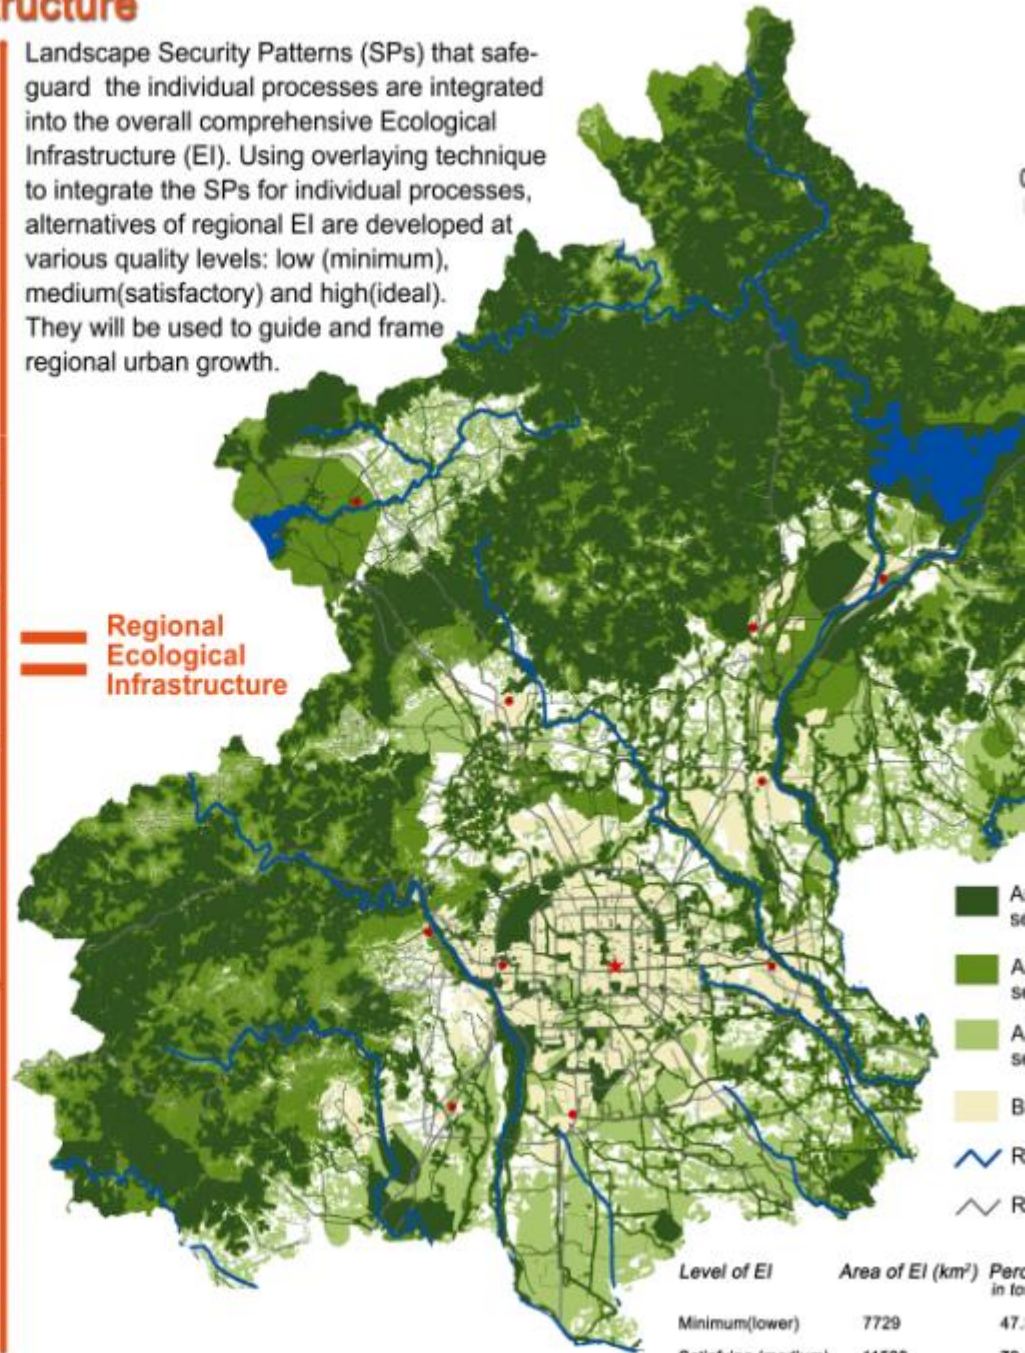 Landscape Security Patterns (SPs) that safe-
guard the individual processes are integrated
into the overall comprehensive Ecological
Infrastructure (EI). Using overlaying technique
to integrate the SPs for individual processes,
alternatives of regional EI are developed at
various quality levels: low (minimum),
medium(satisfactory) and high(ideal).
They will be used to guide and frame
regional urban growth.
Regional
Ecological
Infrastructure
Level of EI Area of EI (km²)
Minimum(lower) 7729 47.